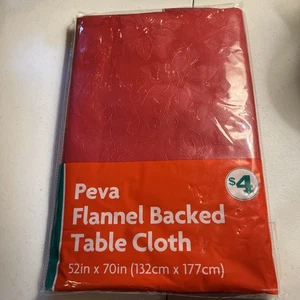 $4
Peva
Flannel Backed
Table Cloth
52in x 70in (132cm x 177cm)